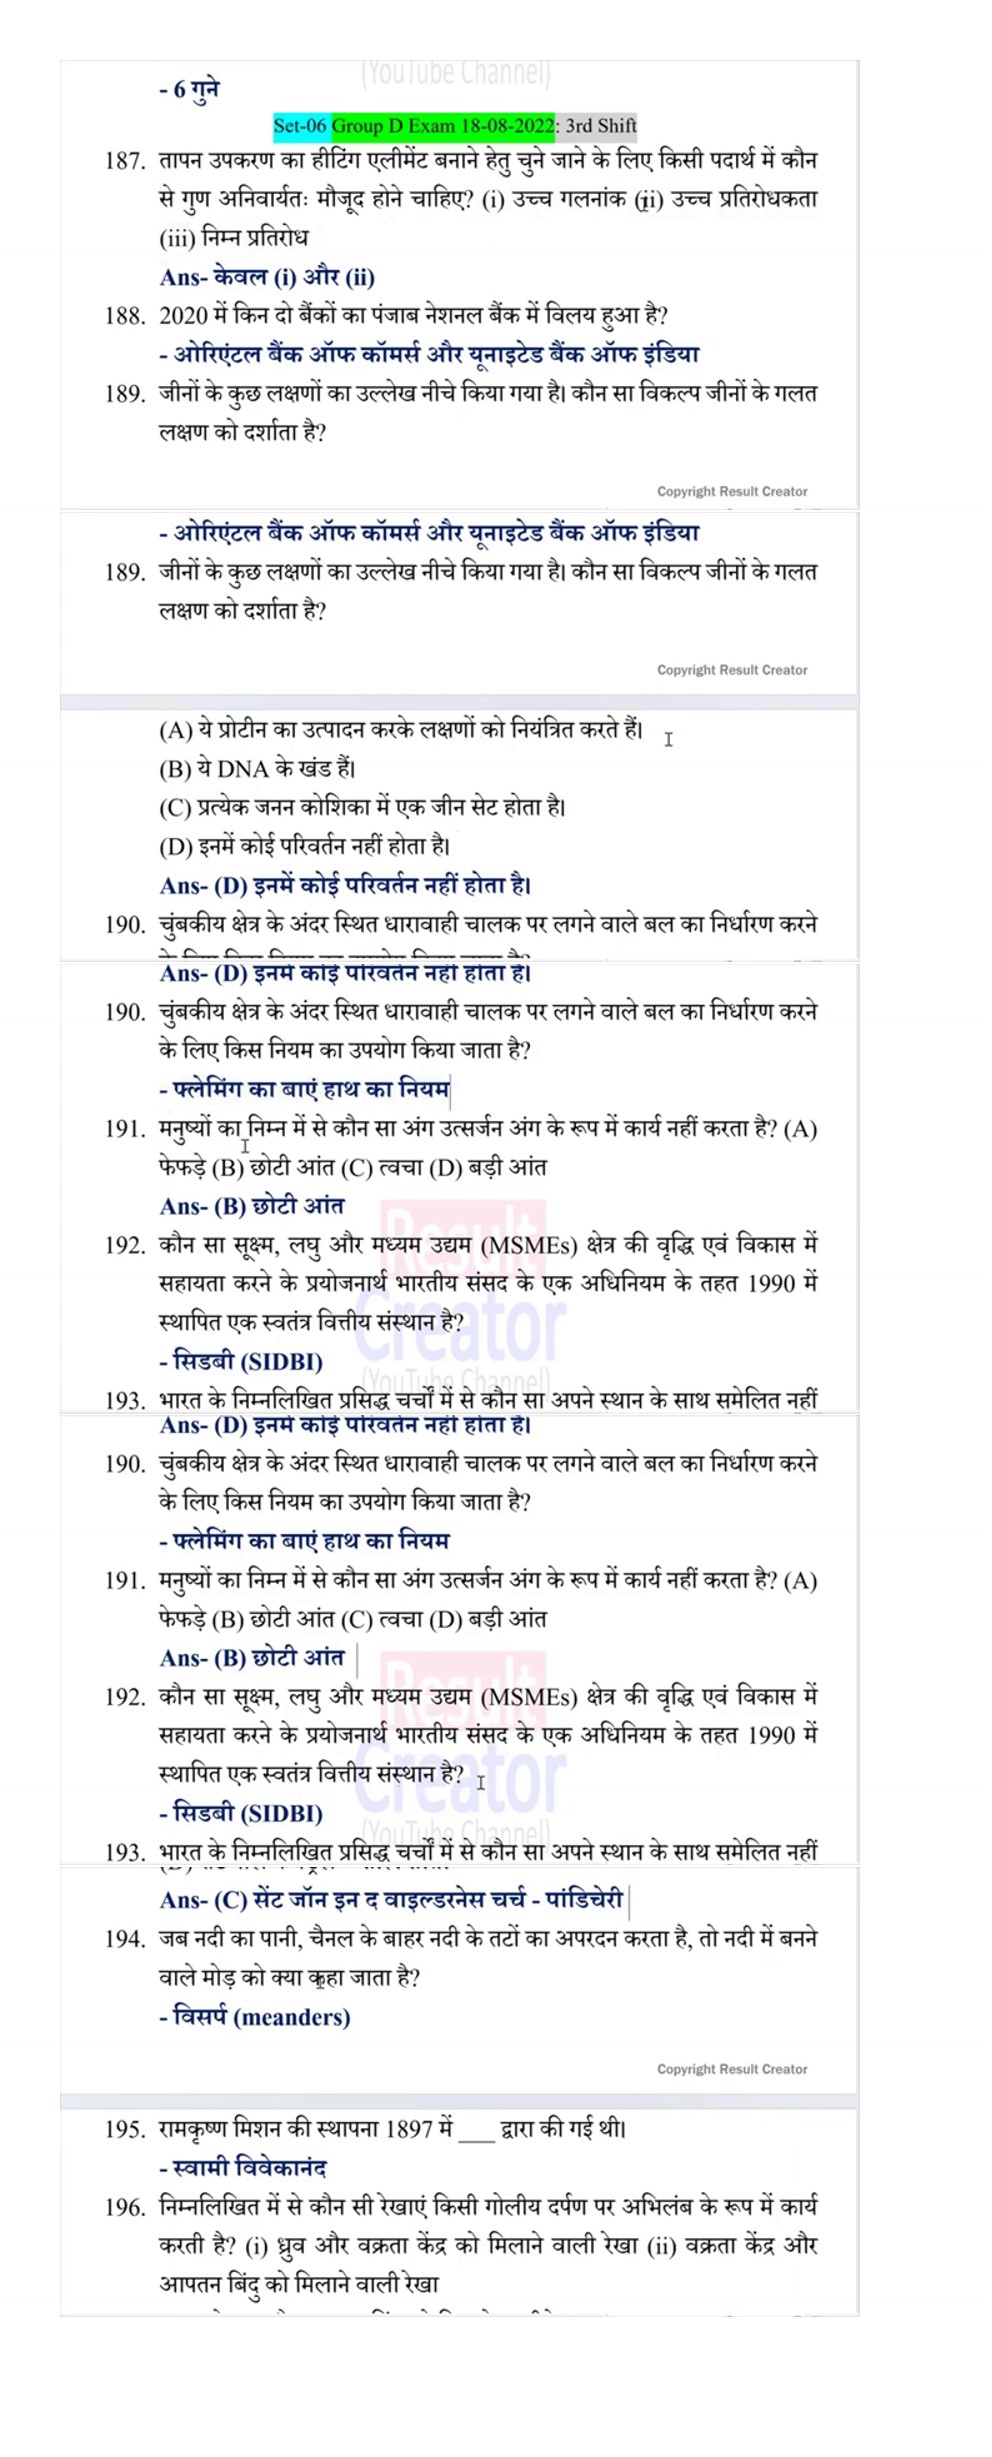 (YouTube Channel)
- 6 गुने
Set-06 Group D Exam 18-08-2022: 3rd Shift
187. तापन उपकरण का हीटिंग एलीमेंट बनाने हेतु चुने जाने के लिए किसी पदार्थ में कौन
से गुण अनिवार्यतः मौजूद होने चाहिए? (i) उच्च गलनांक (ii) उच्च प्रतिरोधकता
(iii) निम्न प्रतिरोध
Ans- केवल (i) और (ii)
188. 2020 में किन दो बैंकों का पंजाब नेशनल बैंक में विलय हुआ है?
- ओरिएंटल बैंक ऑफ कॉमर्स और यूनाइटेड बैंक ऑफ इंडिया
189. जीनों के कुछ लक्षणों का उल्लेख नीचे किया गया है। कौन सा विकल्प जीनों के गलत
लक्षण को दर्शाता है?
Copyright Result Creator
- ओरिएंटल बैंक ऑफ कॉमर्स और यूनाइटेड बैंक ऑफ इंडिया
189. जीनों के कुछ लक्षणों का उल्लेख नीचे किया गया है। कौन सा विकल्प जीनों के गलत
लक्षण को दर्शाता है?
Copyright Result Creator
(A) ये प्रोटीन का उत्पादन करके लक्षणों को नियंत्रित करते हैं।
(B) ये DNA के खंड हैं।
(C) प्रत्येक जनन कोशिका में एक जीन सेट होता है।
(D) इनमें कोई परिवर्तन नहीं होता है।
Ans- (D) इनमें कोई परिवर्तन नहीं होता है।
190. चुंबकीय क्षेत्र के अंदर स्थित धारावाही चालक पर लगने वाले बल का निर्धारण करने
Ans- (D) इनमें कोई परिवर्तन नहीं होता है।
190. चुंबकीय क्षेत्र के अंदर स्थित धारावाही चालक पर लगने वाले बल का निर्धारण करने
के लिए किस नियम का उपयोग किया जाता है?
- फ्लेमिंग का बाएं हाथ का नियम
191. मनुष्यों का निम्न में से कौन सा अंग उत्सर्जन अंग के रूप में कार्य नहीं करता है? (A)
फेफड़े (B) छोटी आंत (C) त्वचा (D) बड़ी आंत
Ans- (B) छोटी आंत
192. कौन सा सूक्ष्म, लघु और मध्यम उद्यम (MSMEs) क्षेत्र की वृद्धि एवं विकास में
सहायता करने के प्रयोजनार्थ भारतीय संसद के एक अधिनियम के तहत 1990 में
स्थापित एक स्वतंत्र वित्तीय संस्थान है?
- सिडबी (SIDBI)
Result
Creator
(YouTube Channel)
193. भारत के निम्नलिखित प्रसिद्ध चर्चों में से कौन सा अपने स्थान के साथ समेलित नहीं
Ans- (D) इनमें कोई परिवर्तन नहीं होता है।
190. चुंबकीय क्षेत्र के अंदर स्थित धारावाही चालक पर लगने वाले बल का निर्धारण करने
के लिए किस नियम का उपयोग किया जाता है?
- फ्लेमिंग का बाएं हाथ का नियम
191. मनुष्यों का निम्न में से कौन सा अंग उत्सर्जन अंग के रूप में कार्य नहीं करता है? (A)
फेफड़े (B) छोटी आंत (C) त्वचा (D) बड़ी आंत
Ans- (B) छोटी आंत
192. कौन सा सूक्ष्म, लघु और मध्यम उद्यम (MSMEs) क्षेत्र की वृद्धि एवं विकास में
सहायता करने के प्रयोजनार्थ भारतीय संसद के एक अधिनियम के तहत 1990 में
स्थापित एक स्वतंत्र वित्तीय संस्थान है?
- सिडबी (SIDBI)
Result
Creator
(YouTube Channel)
193. भारत के निम्नलिखित प्रसिद्ध चर्चों में से कौन सा अपने स्थान के साथ समेलित नहीं
Ans- (C) सेंट जॉन इन द वाइल्डरनेस चर्च - पांडिचेरी
194. जब नदी का पानी, चैनल के बाहर नदी के तटों का अपरदन करता है, तो नदी में बनने
वाले मोड़ को क्या कहा जाता है?
- विसर्प (meanders)
Copyright Result Creator
195. रामकृष्ण मिशन की स्थापना 1897 में ___ द्वारा की गई थी।
- स्वामी विवेकानंद
196. निम्नलिखित में से कौन सी रेखाएं किसी गोलीय दर्पण पर अभिलंब के रूप में कार्य
करती है? (i) ध्रुव और वक्रता केंद्र को मिलाने वाली रेखा (ii) वक्रता केंद्र और
आपतन बिंदु को मिलाने वाली रेखा